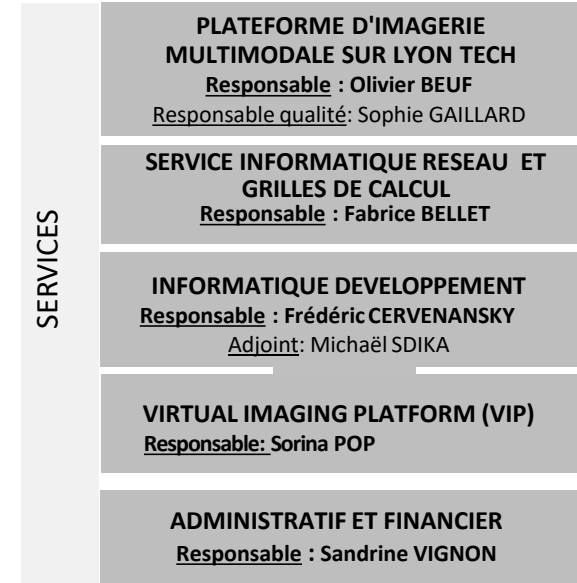 SERVICES
PLATEFORME D'IMAGERIE
MULTIMODALE SUR LYON TECH
Responsable : Olivier BEUF
Responsable qualité: Sophie GAILLARD
SERVICE INFORMATIQUE RESEAU ET
GRILLES DE CALCUL
Responsable : Fabrice BELLET
INFORMATIQUE DEVELOPPEMENT
Responsable : Frédéric CERVENANSKY
Adjoint: Michaël SDIKA
VIRTUAL IMAGING PLATFORM (VIP)
Responsable: Sorina POP
ADMINISTRATIF ET FINANCIER
Responsable : Sandrine VIGNON